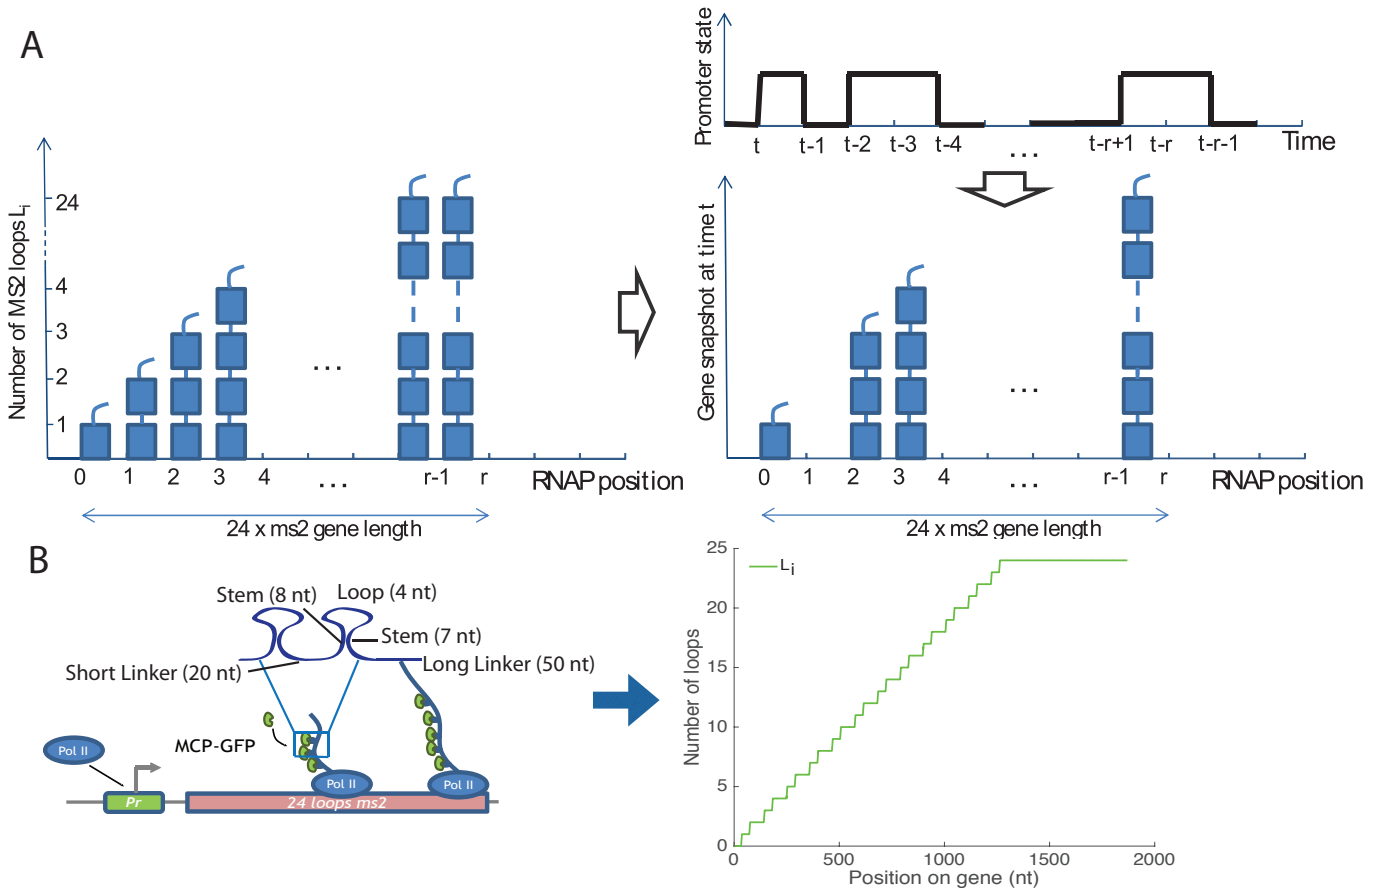 A
Number of MS2 loops Li
24
4
3
2
1
...
0 1 2 3 4 ... r-1 r RNAP position
24 x ms2 gene length
Promoter state
t t-1 t-2 t-3 t-4 ... t-r+1 t-r t-r-1 Time
Gene snapshot at time t
...
0 1 2 3 4 ... r-1 r RNAP position
24 x ms2 gene length
B
Stem (8 nt)
Loop (4 nt)
Stem (7 nt)
Short Linker (20 nt)
Long Linker (50 nt)
MCP-GFP
Pol II
Pol II
Pol II
Pr
24 loops ms2
Number of loops
25
20
15
10
5
0
Li
0 500 1000 1500 2000
Position on gene (nt)